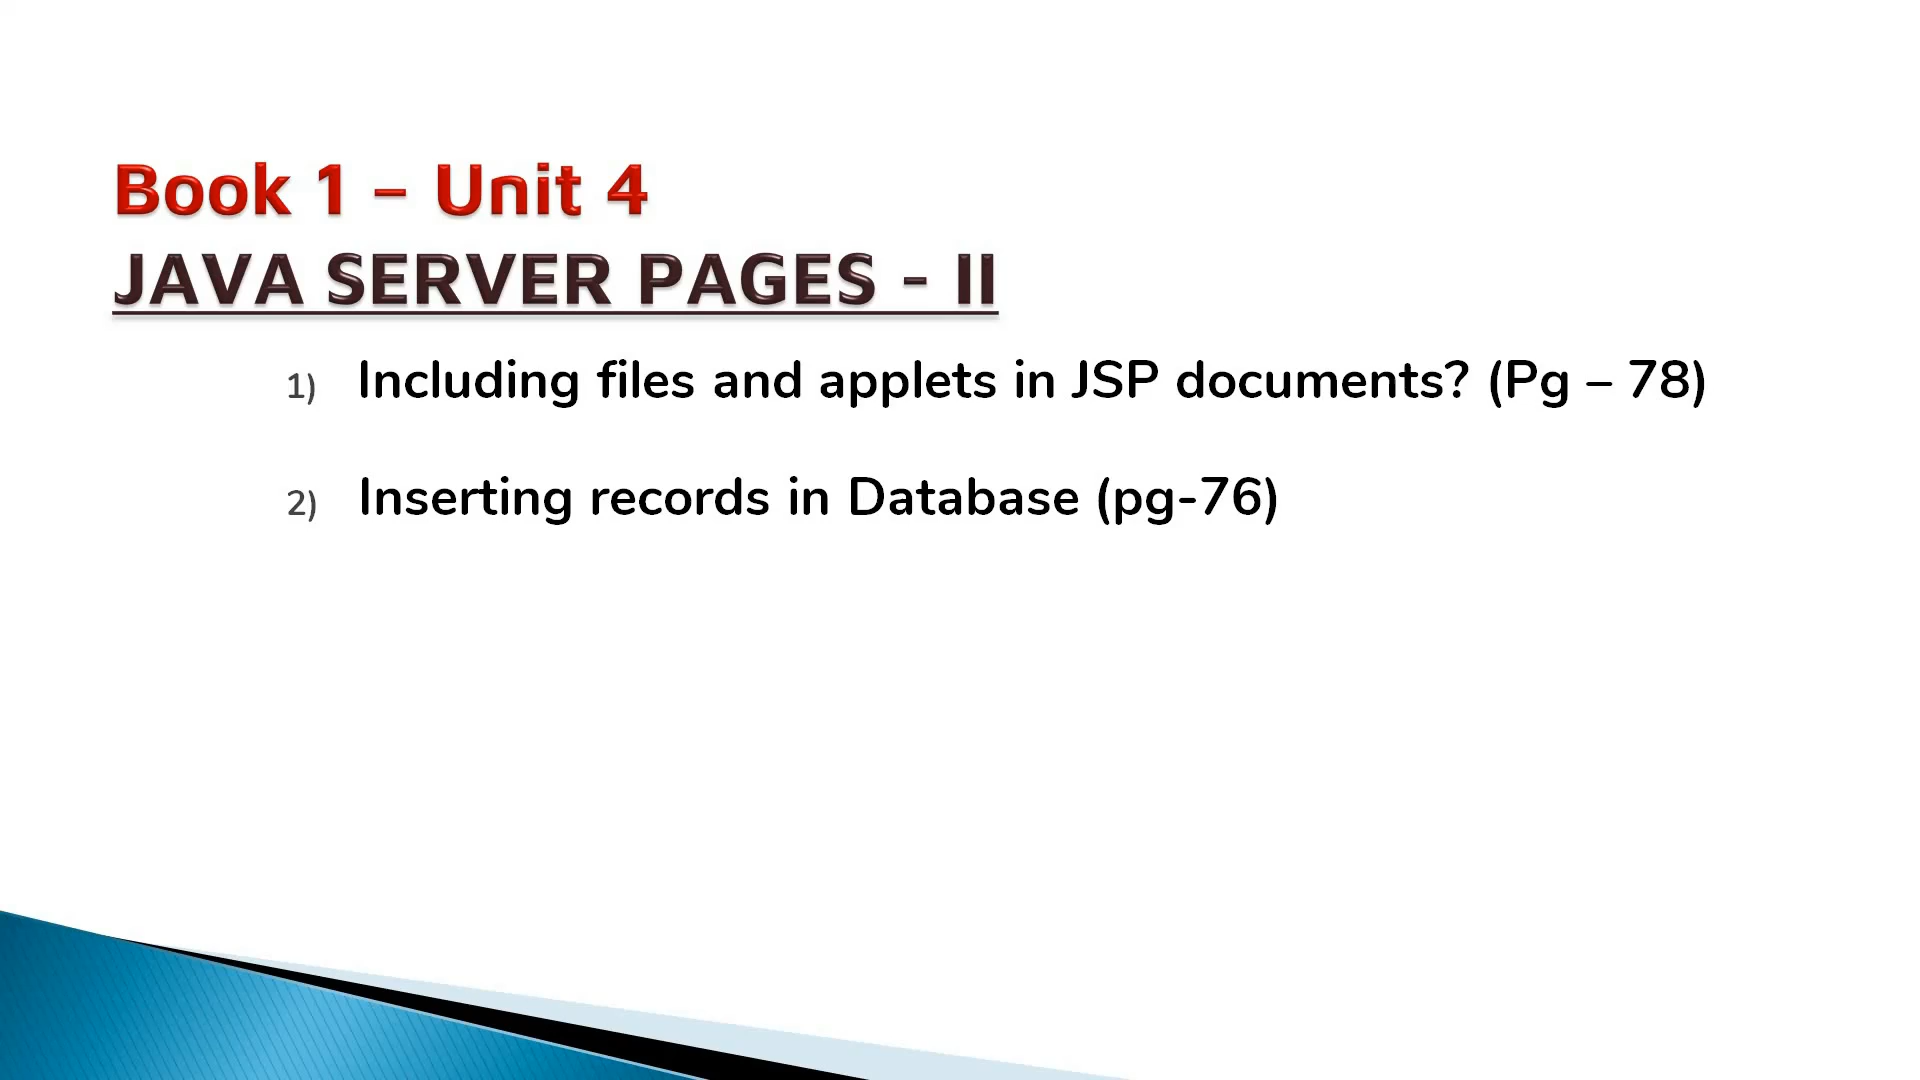 Book 1 – Unit 4
JAVA SERVER PAGES - II
1) Including files and applets in JSP documents? (Pg – 78)
2) Inserting records in Database (pg-76)